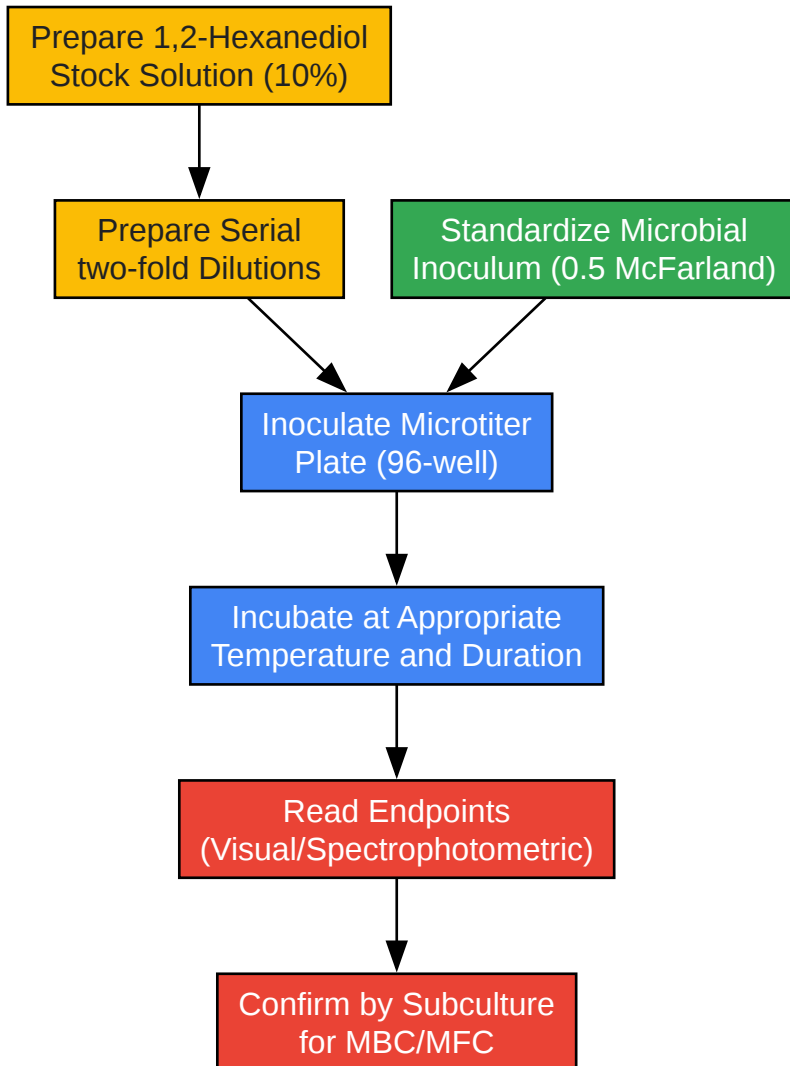 Prepare 1,2-Hexanediol
Stock Solution (10%)
Prepare Serial
two-fold Dilutions
Standardize Microbial
Inoculum (0.5 McFarland)
Inoculate Microtiter
Plate (96-well)
Incubate at Appropriate
Temperature and Duration
Read Endpoints
(Visual/Spectrophotometric)
Confirm by Subculture
for MBC/MFC